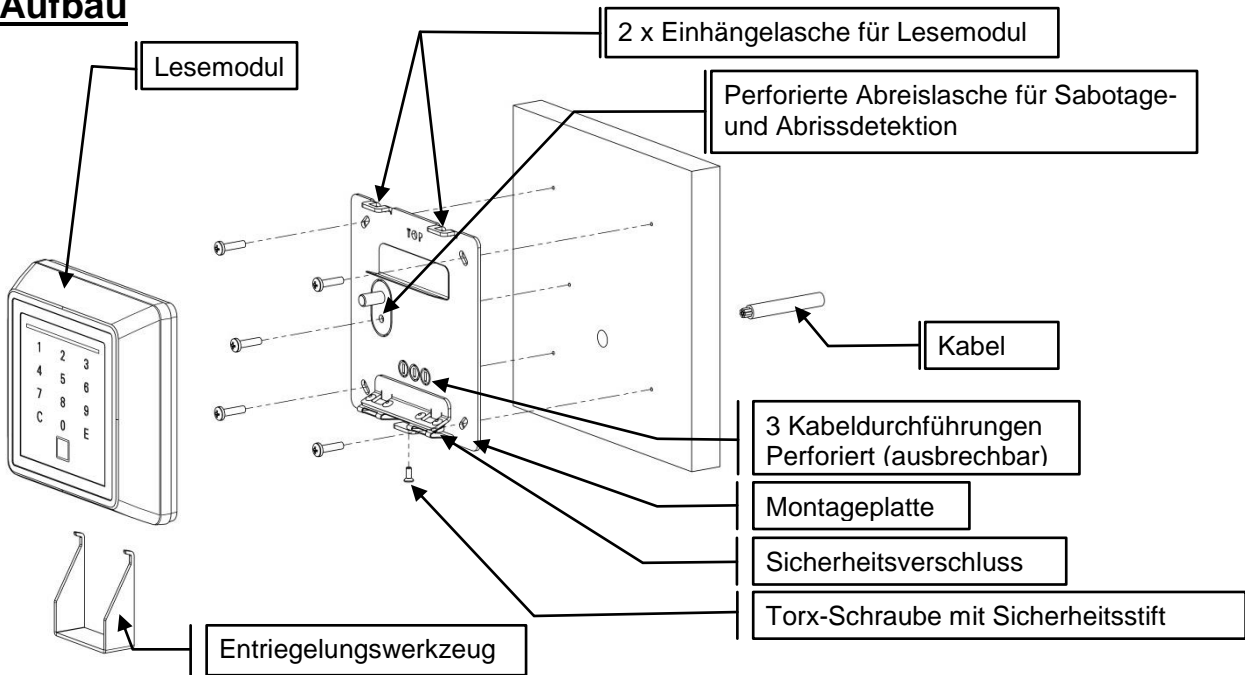 Aufbau
2 x Einhängelasche für Lesemodul
Lesemodul
Perforierte Abreislasche für Sabotage-
und Abrissdetektion
TOP
1 2 3
4 5 6
7 8 9
C 0 E
Kabel
3 Kabeldurchführungen
Perforiert (ausbrechbar)
Montageplatte
Sicherheitsverschluss
Torx-Schraube mit Sicherheitsstift
Entriegelungswerkzeug